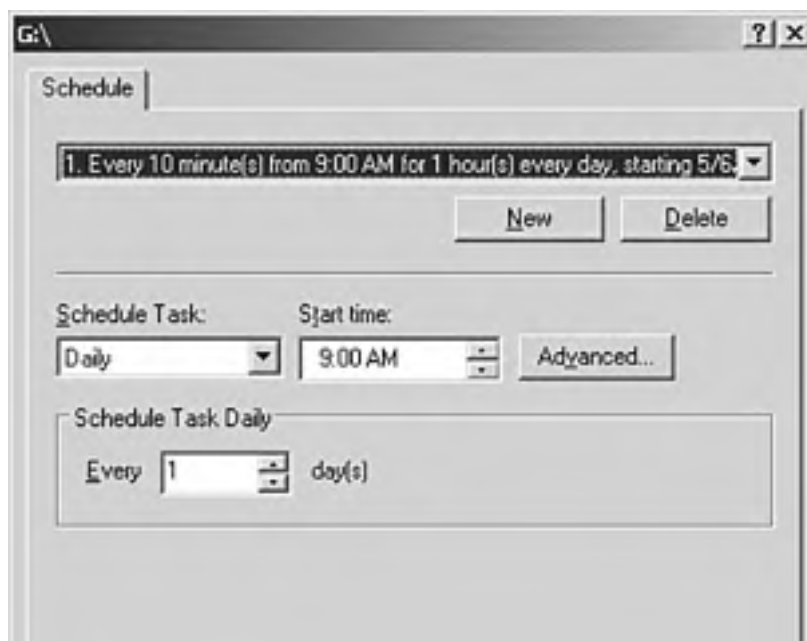 G:\
Schedule
1. Every 10 minute(s) from 9:00 AM for 1 hour(s) every day, starting 5/6
New Delete
Schedule Task: Start time:
Daily 9:00 AM Advanced...
Schedule Task Daily
Every 1 day(s)